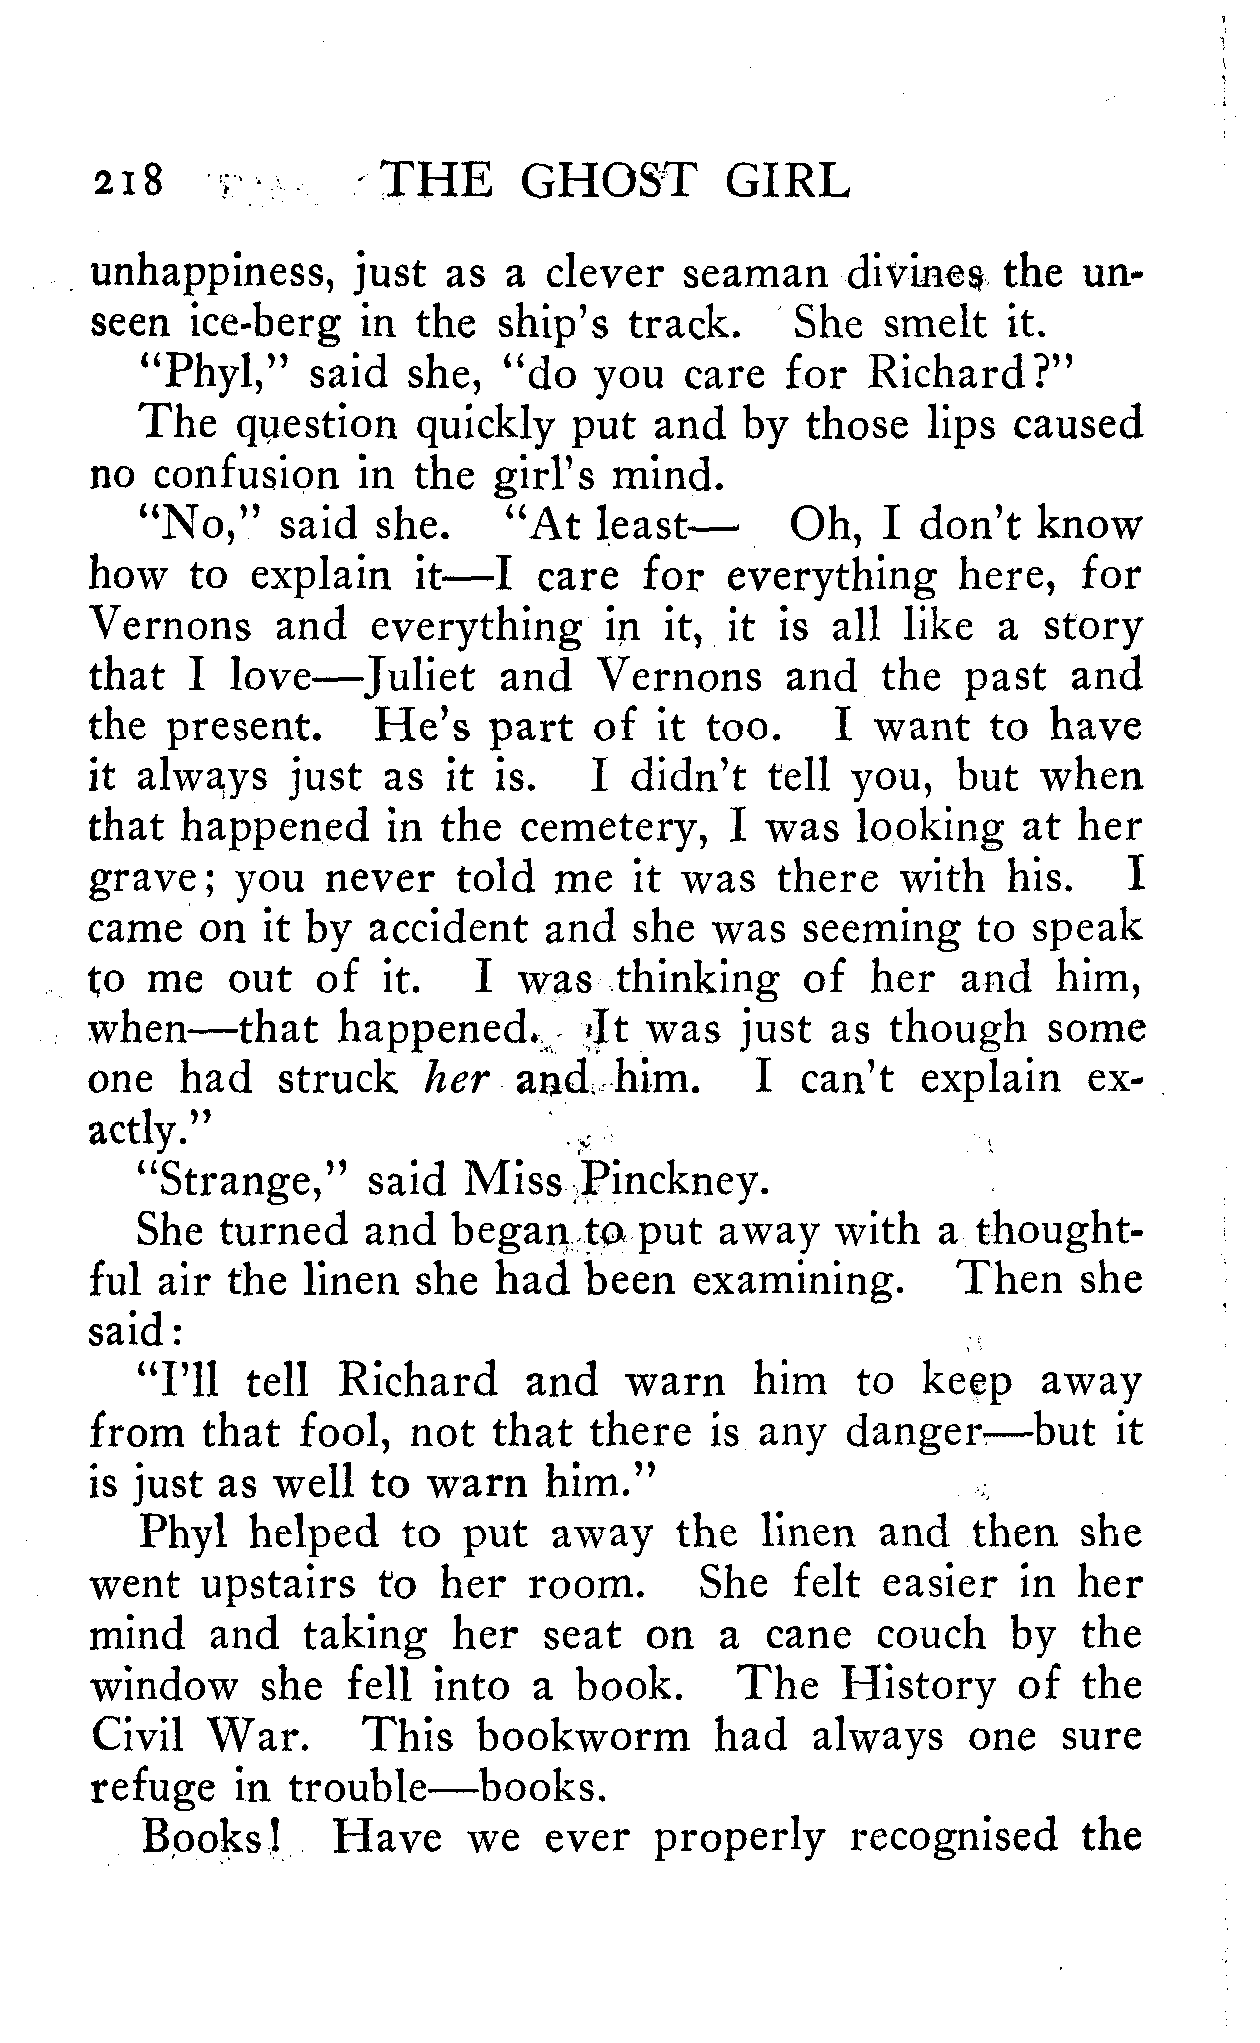 218 THE GHOST GIRL
unhappiness, just as a clever seaman divines the un-
seen ice-berg in the ship's track. She smelt it.
"Phyl," said she, "do you care for Richard?"
The question quickly put and by those lips caused
no confusion in the girl's mind.
"No," said she. "At least— Oh, I don't know
how to explain it—I care for everything here, for
Vernons and everything in it, it is all like a story
that I love—Juliet and Vernons and the past and
the present. He's part of it too. I want to have
it always just as it is. I didn't tell you, but when
that happened in the cemetery, I was looking at her
grave; you never told me it was there with his. I
came on it by accident and she was seeming to speak
to me out of it. I was thinking of her and him,
when—that happened. It was just as though some
one had struck her and him. I can't explain ex-
actly."
"Strange," said Miss Pinckney.
She turned and began to put away with a thought-
ful air the linen she had been examining. Then she
said:
"I'll tell Richard and warn him to keep away
from that fool, not that there is any danger—but it
is just as well to warn him."
Phyl helped to put away the linen and then she
went upstairs to her room. She felt easier in her
mind and taking her seat on a cane couch by the
window she fell into a book. The History of the
Civil War. This bookworm had always one sure
refuge in trouble—books.
Books! Have we ever properly recognised the